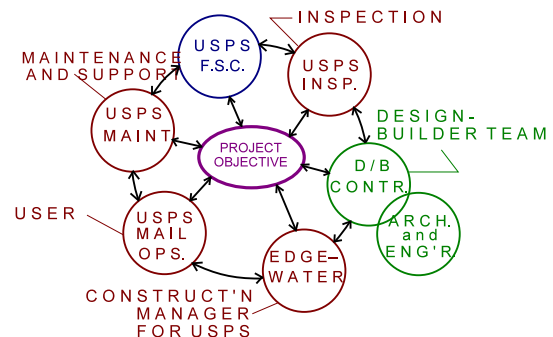 INSPECTION
USPS
F.S.C.
MAINTENANCE
AND SUPPORT
USPS
INSP.
USPS
MAINT.
DESIGN-
BUILDER TEAM
PROJECT
OBJECTIVE
D/B
CONTR.
USER
USPS
MAIL
OPS.
ARCH.
and
ENG'R.
EDGE–
WATER
CONSTRUCT'N
MANAGER
FOR USPS